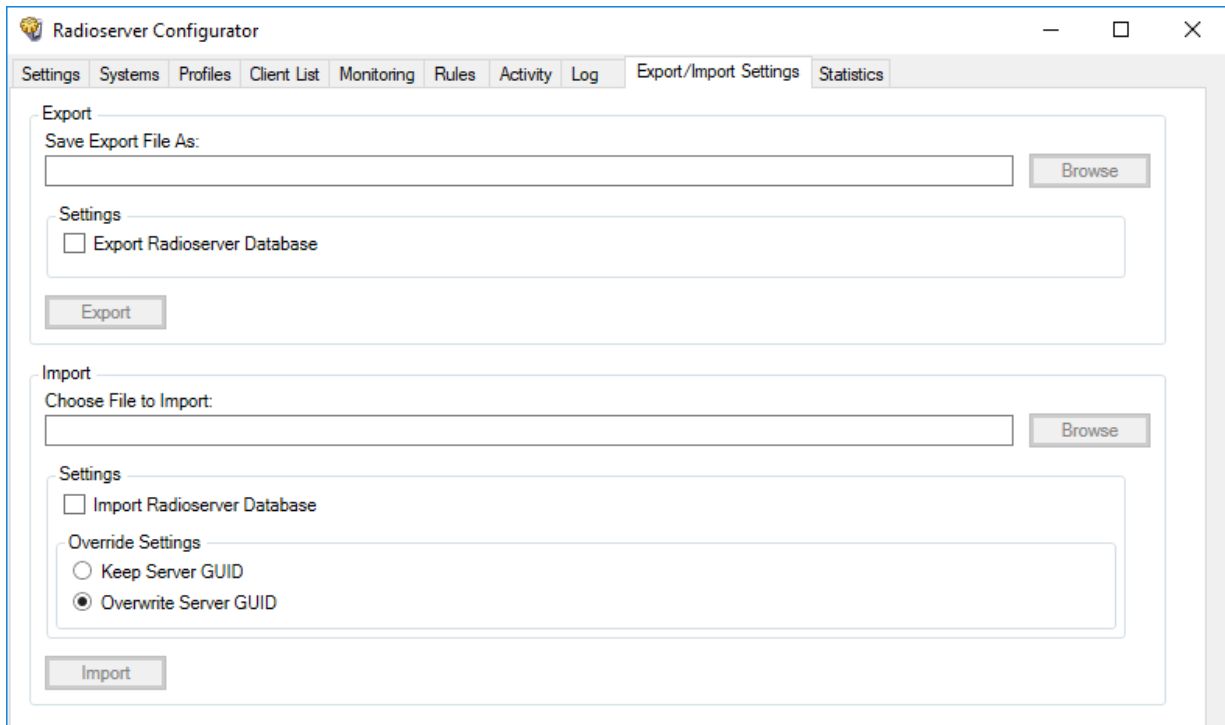 Radioserver Configurator
Settings Systems Profiles Client List Monitoring Rules Activity Log Export/Import Settings Statistics
Export
Save Export File As:
Browse
Settings
Export Radioserver Database
Export
Import
Choose File to Import:
Browse
Settings
Import Radioserver Database
Override Settings
Keep Server GUID
Overwrite Server GUID
Import